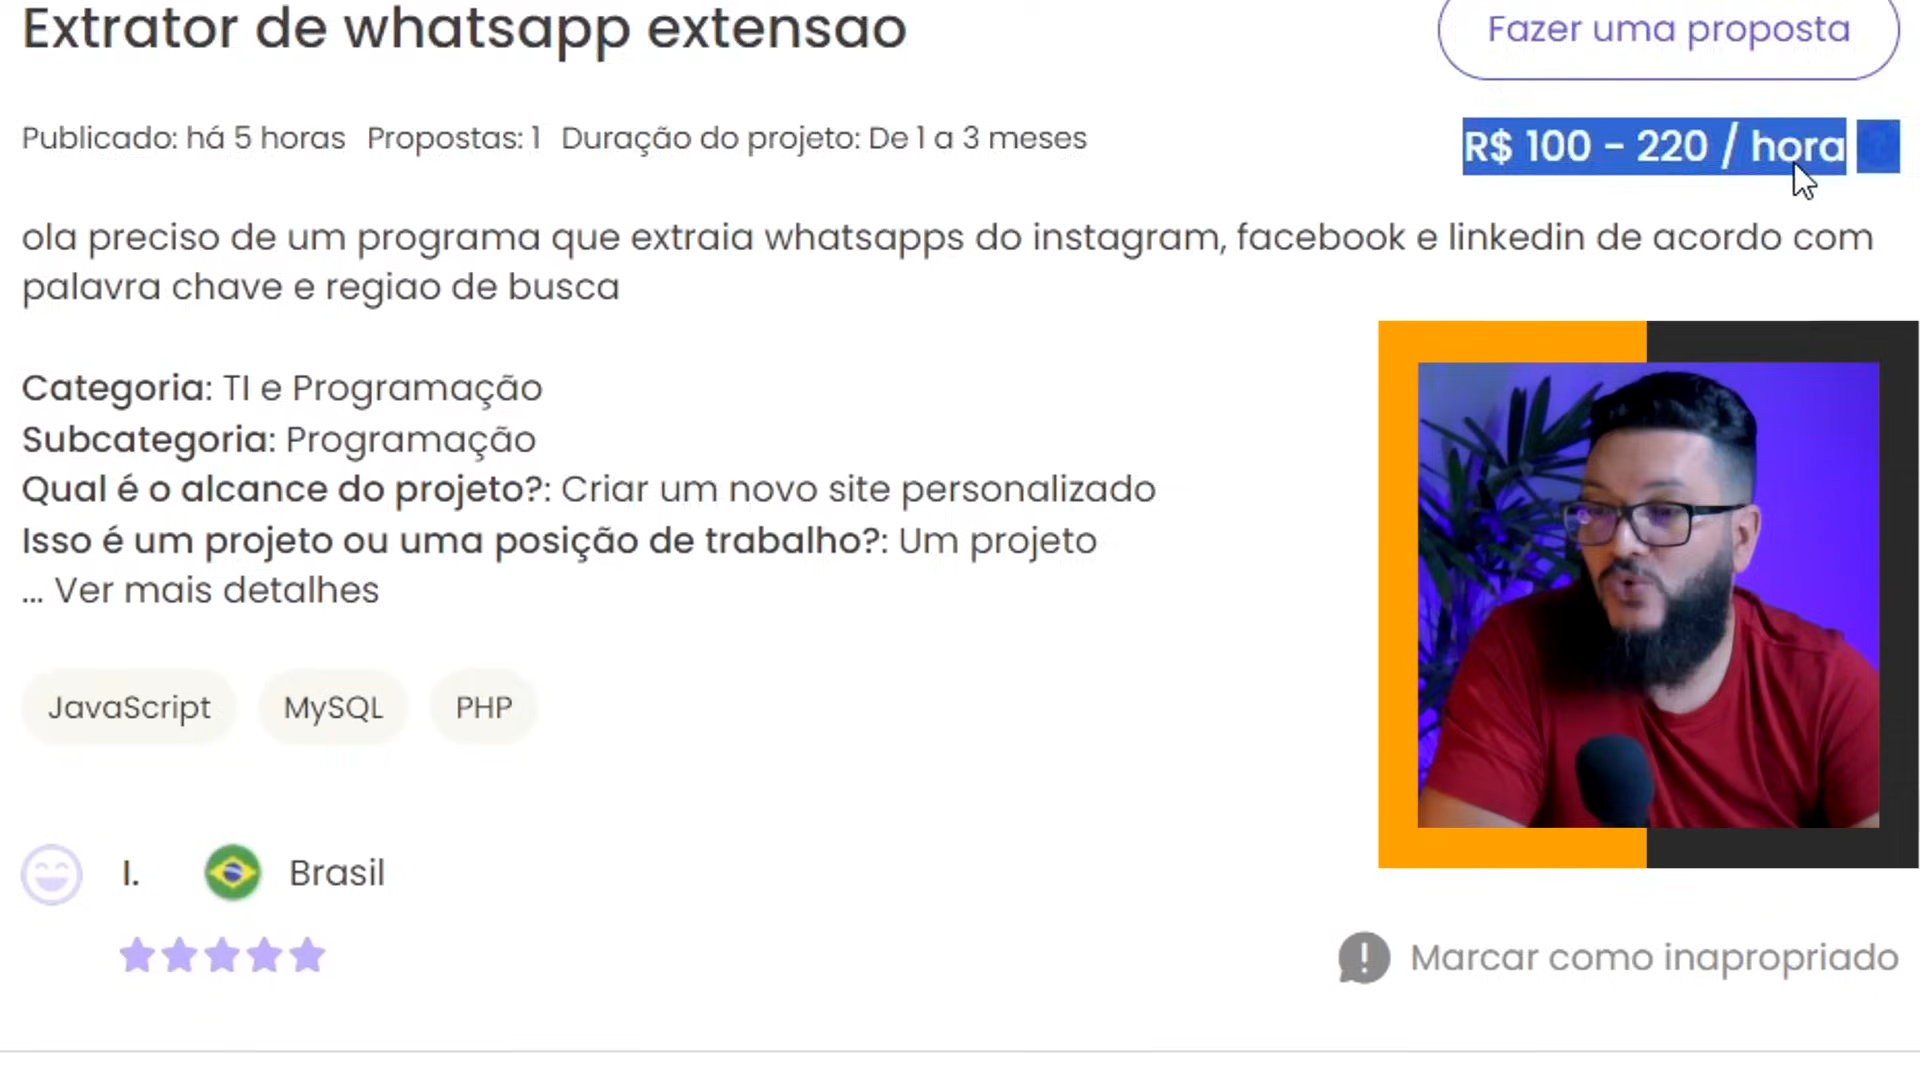 Extrator de whatsapp extensao
Fazer uma proposta
Publicado: há 5 horas Propostas: 1 Duração do projeto: De 1 a 3 meses
R$ 100 - 220 / hora
ola preciso de um programa que extraia whatsapps do instagram, facebook e linkedin de acordo com
palavra chave e regiao de busca
Categoria: TI e Programação
Subcategoria: Programação
Qual é o alcance do projeto?: Criar um novo site personalizado
Isso é um projeto ou uma posição de trabalho?: Um projeto
... Ver mais detalhes
JavaScript MySQL PHP
I. Brasil
Marcar como inapropriado